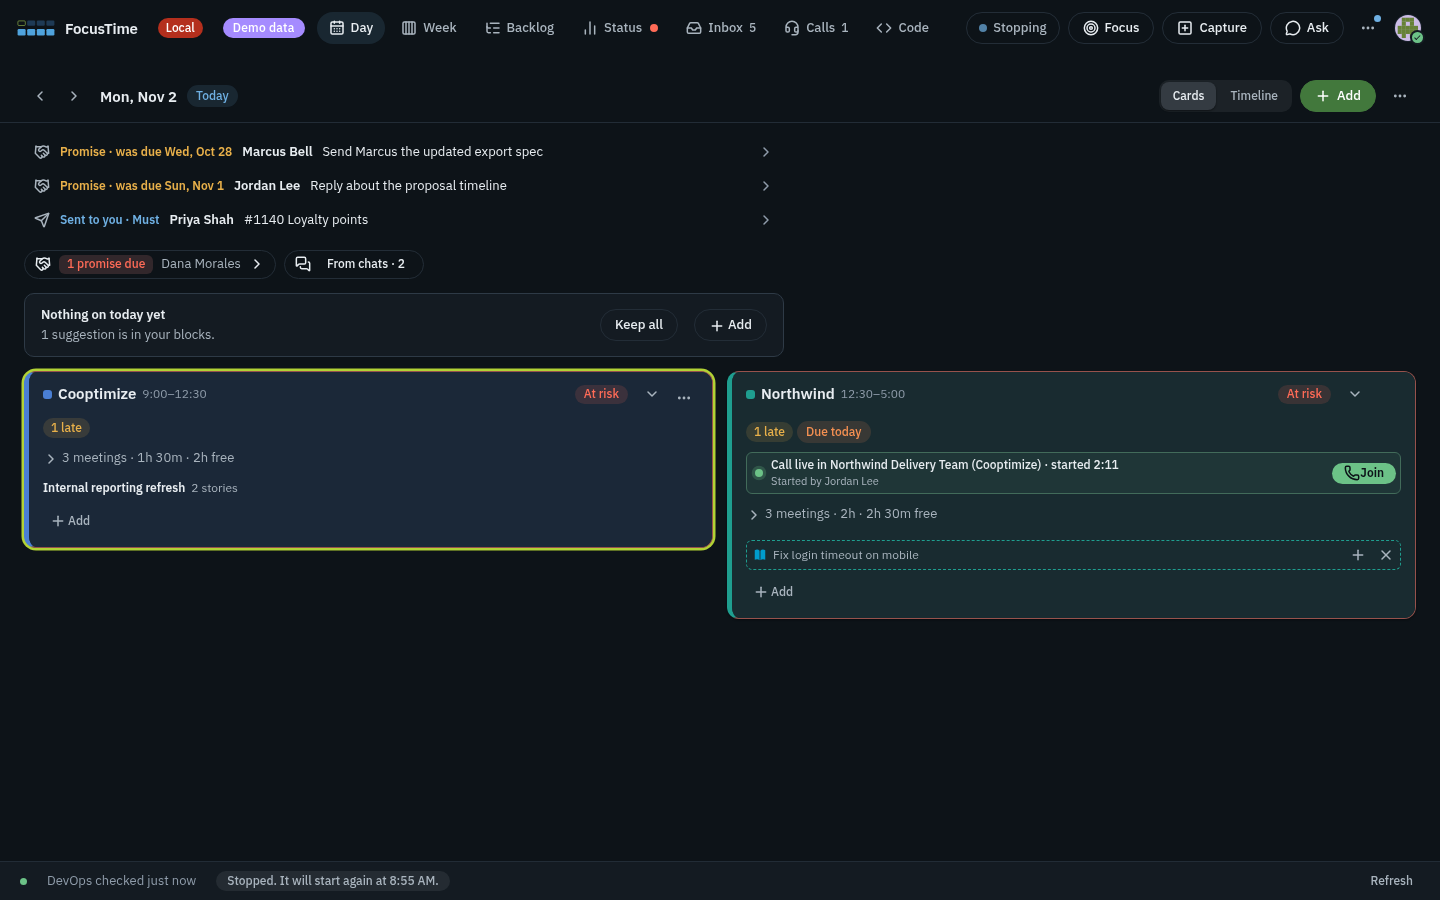 FocusTime Local Demo data Day Week Backlog Status Inbox 5 Calls 1 Code Stopping Focus Capture Ask
Mon, Nov 2 Today Cards Timeline Add
Promise · was due Wed, Oct 28 Marcus Bell Send Marcus the updated export spec
Promise · was due Sun, Nov 1 Jordan Lee Reply about the proposal timeline
Sent to you · Must Priya Shah #1140 Loyalty points
1 promise due Dana Morales From chats · 2
Nothing on today yet
1 suggestion is in your blocks.
Keep all Add
Cooptimize 9:00–12:30 At risk
1 late
3 meetings · 1h 30m · 2h free
Internal reporting refresh 2 stories
Add
Northwind 12:30–5:00 At risk
1 late Due today
Call live in Northwind Delivery Team (Cooptimize) · started 2:11
Started by Jordan Lee
Join
3 meetings · 2h · 2h 30m free
Fix login timeout on mobile
Add
DevOps checked just now Stopped. It will start again at 8:55 AM. Refresh